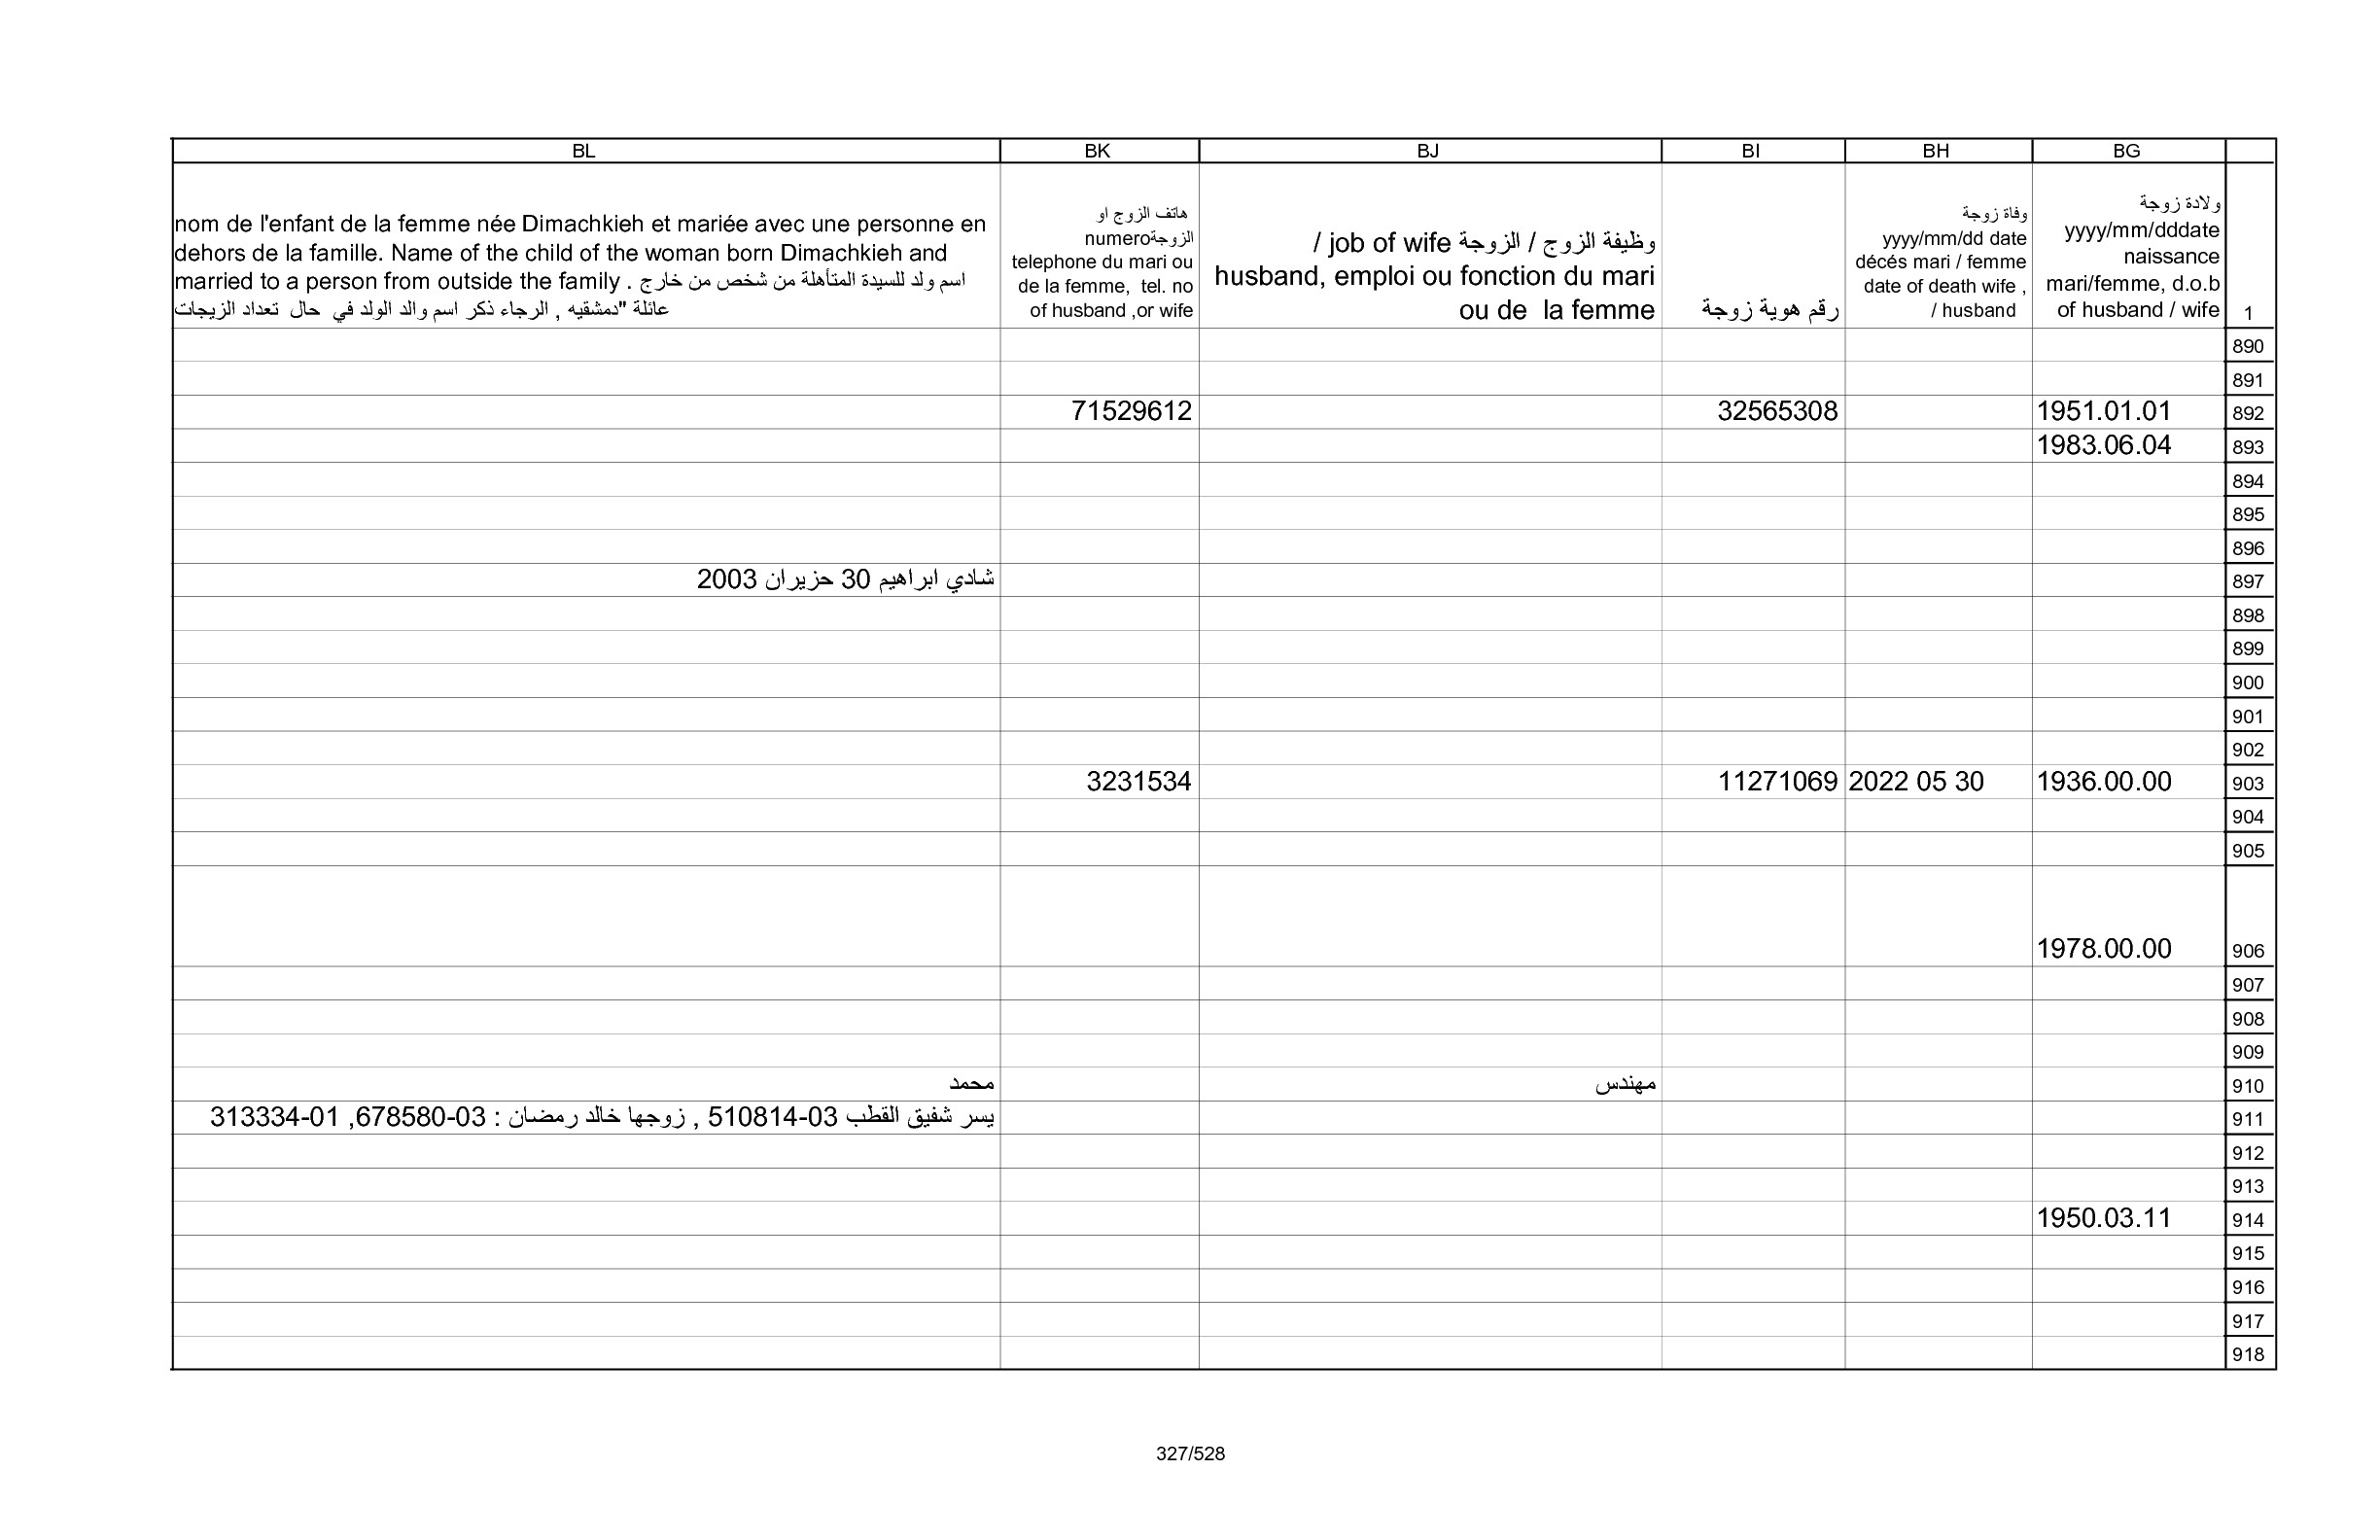 BL BK BJ BI BH BG
nom de l'enfant de la femme née Dimachkieh et mariée avec une personne en
dehors de la famille. Name of the child of the woman born Dimachkieh and
married to a person from outside the family . اسم ولد للسيدة المتأهلة من شخص من خارج
عائلة "دمشقيه , الرجاء ذكر اسم والد الولد في حال تعداد الزيجات
هاتف الزوج او
الزوجةnumero
telephone du mari ou
de la femme, tel. no
of husband ,or wife
وظيفة الزوج / الزوجة job of wife /
husband, emploi ou fonction du mari
ou de la femme
رقم هوية زوجة
وفاة زوجة
yyyy/mm/dd date
décés mari / femme
date of death wife ,
/ husband
ولادة زوجة
yyyy/mm/dddate
naissance
mari/femme, d.o.b
of husband / wife
1
890
891
71529612 32565308 1951.01.01 892
1983.06.04 893
894
895
896
شادي ابراهيم 30 حزيران 2003 897
898
899
900
901
902
3231534 11271069 2022 05 30 1936.00.00 903
904
905
1978.00.00 906
907
908
909
محمد مهندس 910
يسر شفيق القطب 03-510814 , زوجها خالد رمضان : 03-678580, 01-313334 911
912
913
1950.03.11 914
915
916
917
918
327/528